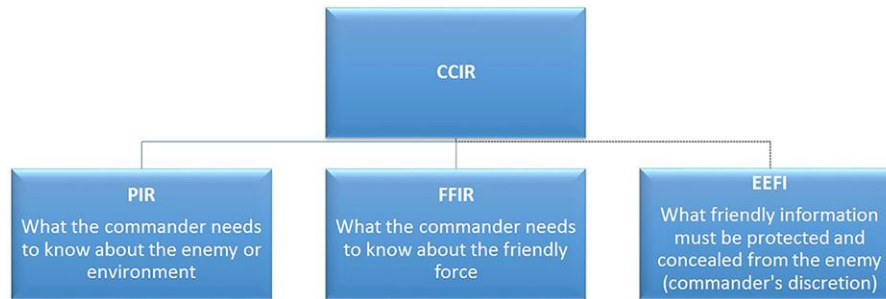 CCIR
PIR
What the commander needs
to know about the enemy or
environment
FFIR
What the commander needs
to know about the friendly
force
EEFI
What friendly information
must be protected and
concealed from the enemy
(commander's discretion)